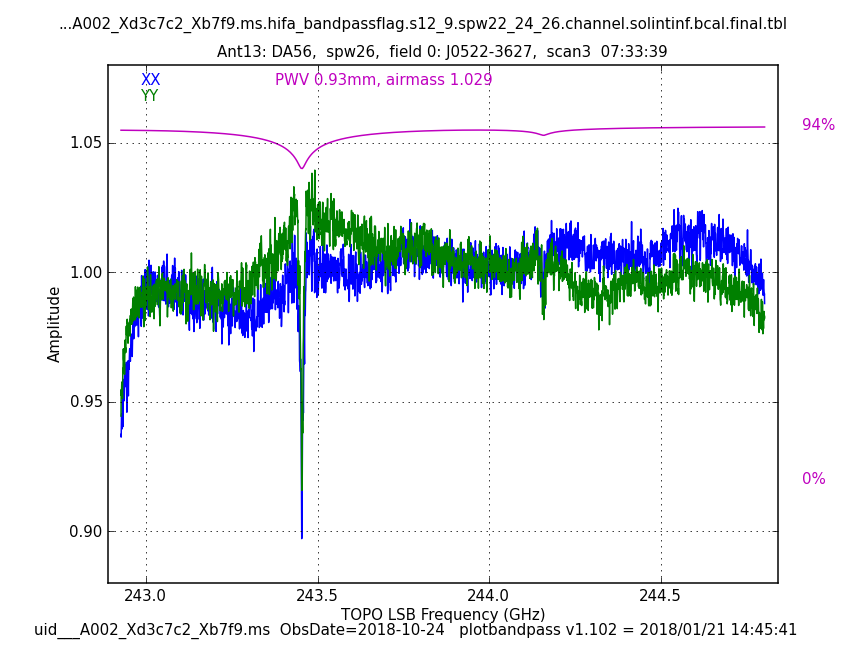 ...A002_Xd3c7c2_Xb7f9.ms.hifa_bandpassflag.s12_9.spw22_24_26.channel.solintinf.bcal.final.tbl
Ant13: DA56, spw26, field 0: J0522-3627, scan3 07:33:39
XX
PWV 0.93mm, airmass 1.029
YY
94%
1.05
1.00
Amplitude
0.95
0%
0.90
243.0 243.5 244.0 244.5
TOPO LSB Frequency (GHz)
uid___A002_Xd3c7c2_Xb7f9.ms ObsDate=2018-10-24 plotbandpass v1.102 = 2018/01/21 14:45:41